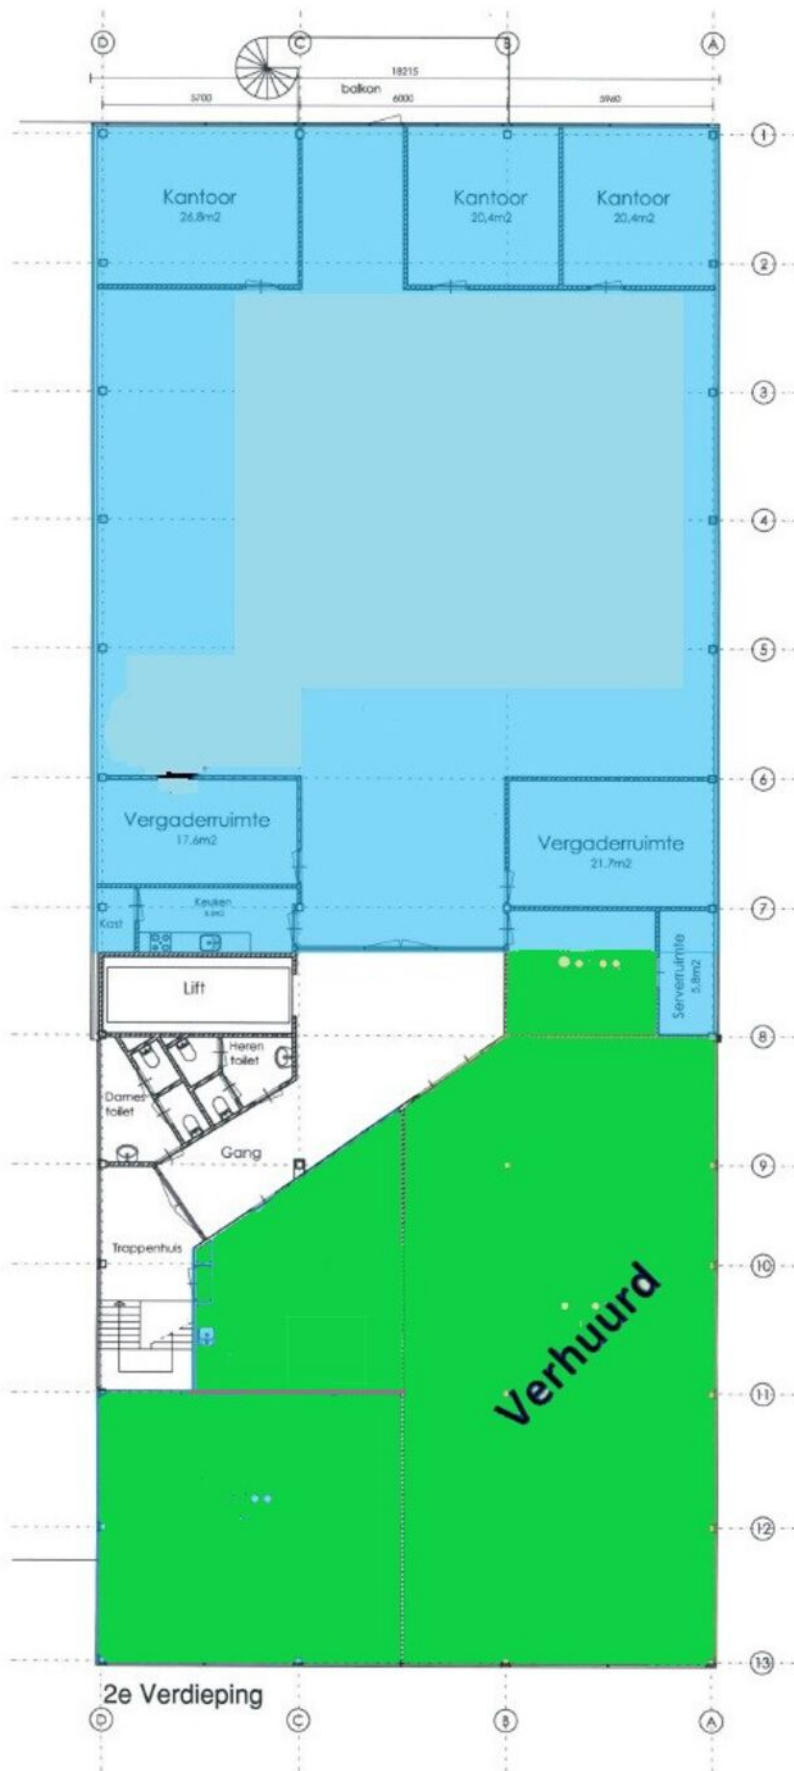 D C B A
18215
balkon
5700 6000 5960
1
Kantoor Kantoor Kantoor
26,8m2 20,4m2 20,4m2
2
3
4
5
6
Vergaderruimte
17,6m2
Vergaderruimte
21,7m2
Keuken
7
Kast
Serverruimte
5,8m2
Lift
8
Heren
toilet
Dames
toilet
Gang
9
Trappenhuis
10
Verhuurd
11
12
13
2e Verdieping
D C B A